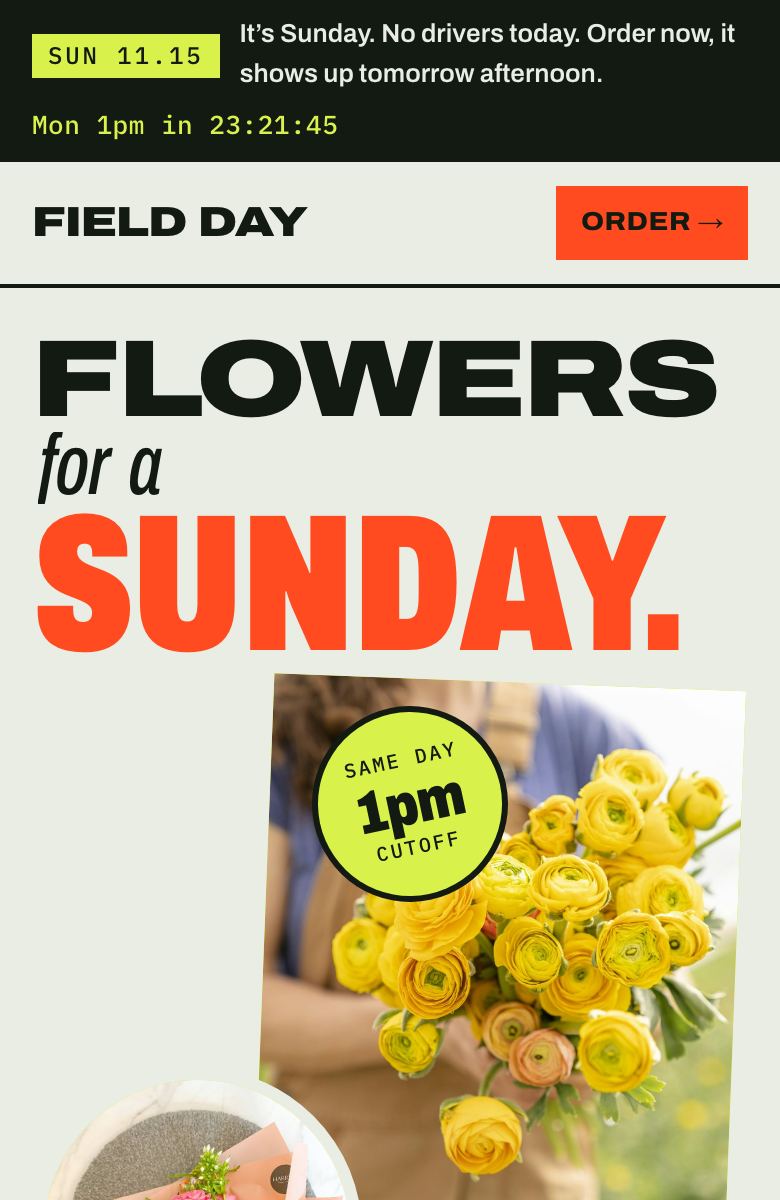 SUN 11.15
It’s Sunday. No drivers today. Order now, it
shows up tomorrow afternoon.
Mon 1pm in 23:21:45
FIELD DAY
ORDER →
FLOWERS
for a
SUNDAY.
SAME DAY
1pm
CUTOFF